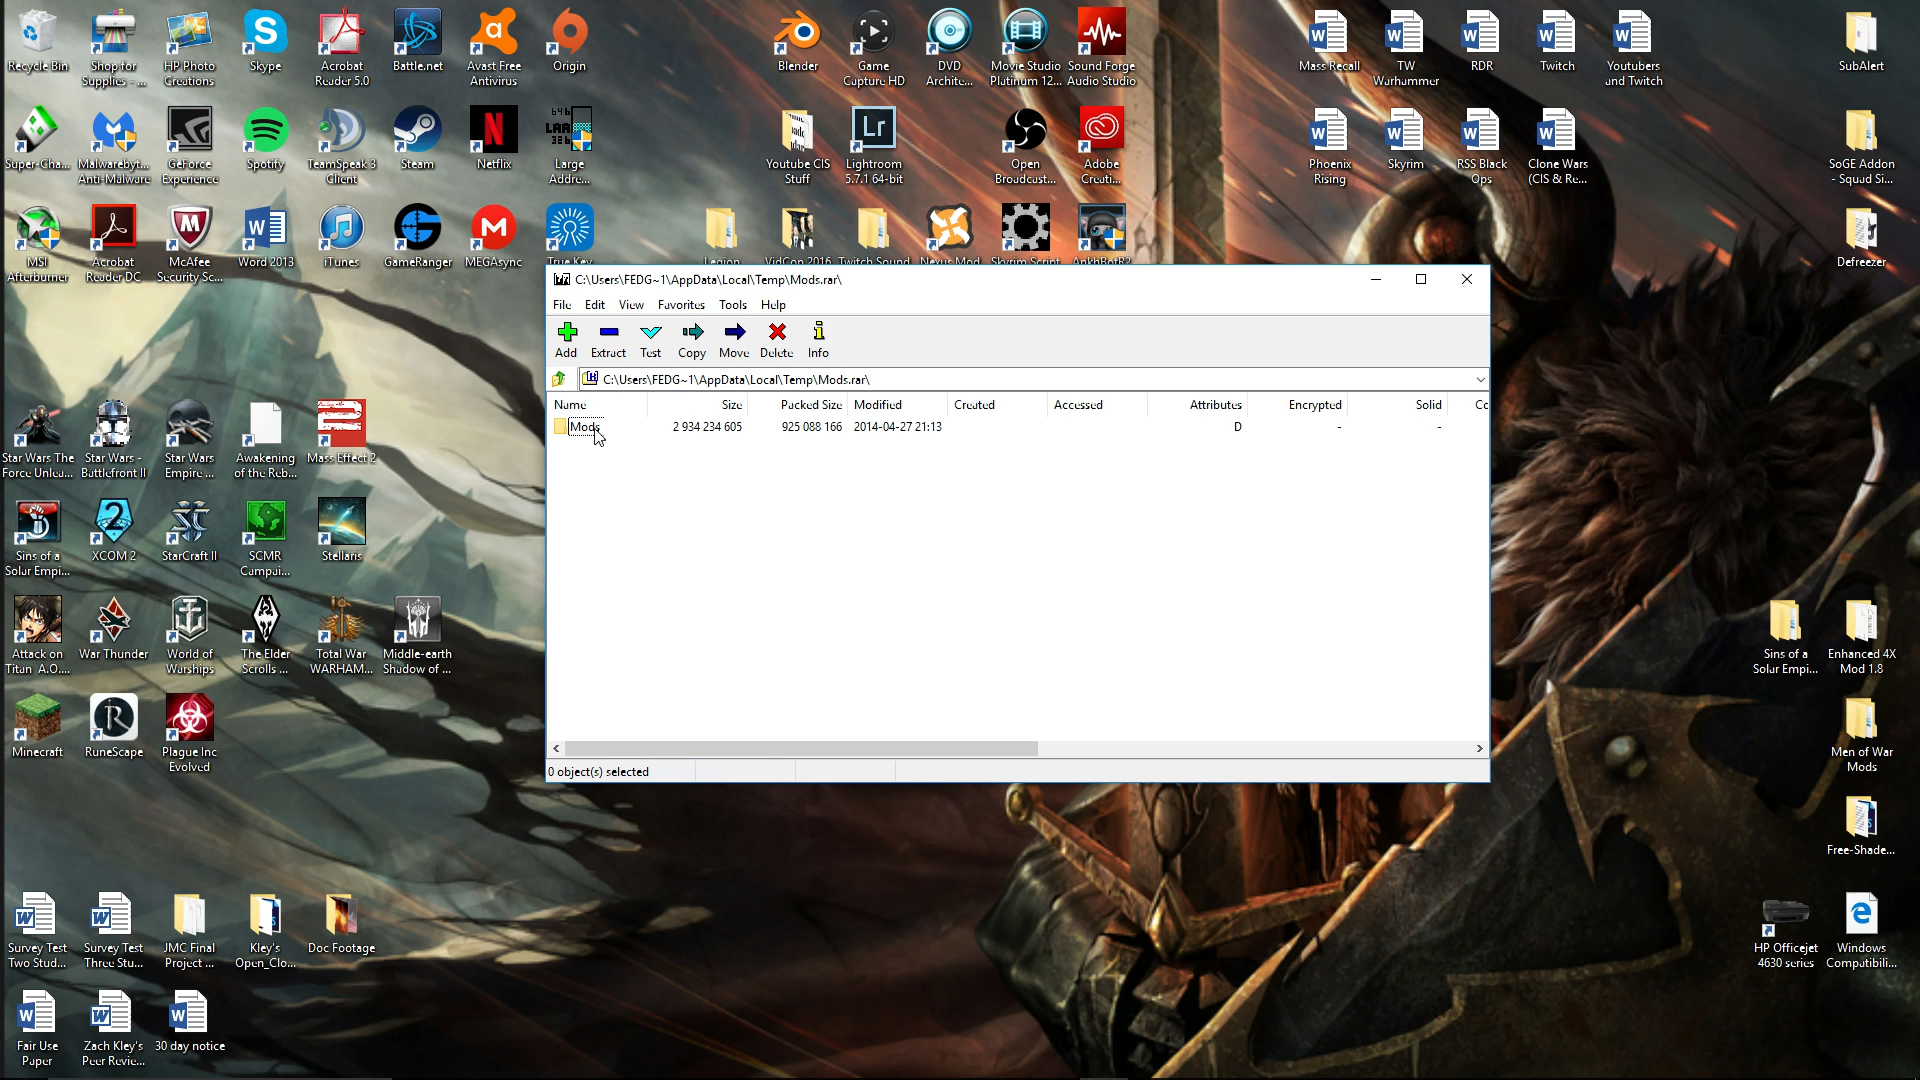 Recycle Bin
Shop for
Supplies - ...
HP Photo
Creations
Skype
Acrobat
Reader 5.0
Battle.net
Avast Free
Antivirus
Origin
Blender
Game
Capture HD
DVD
Archite...
Movie Studio
Platinum 12...
Sound Forge
Audio Studio
Mass Recall
TW
Warhammer
RDR
Twitch
Youtubers
and Twitch
SubAlert
Super-Cha...
Malwarebyt...
Anti-Malware
GeForce
Experience
Spotify
TeamSpeak 3
Client
Steam
Netflix
Large
Addre...
Youtube CIS
Stuff
Lightroom
5.7.1 64-bit
Open
Broadcast...
Adobe
Creati...
Phoenix
Rising
Skyrim
RSS Black
Ops
Clone Wars
(CIS & Re...
SoGE Addon
- Squad Si...
MSI
Afterburner
Acrobat
Reader DC
McAfee
Security Sc...
Word 2013
iTunes
GameRanger
MEGAsync
True Key
Legion
VidCon 2016
Twitch Sound
Nexus Mod
Skyrim Script
AnkhBotR2
Defreezer
C:\Users\FEDG~1\AppData\Local\Temp\Mods.rar\
File Edit View Favorites Tools Help
Add Extract Test Copy Move Delete Info
C:\Users\FEDG~1\AppData\Local\Temp\Mods.rar\
Name Size Packed Size Modified Created Accessed Attributes Encrypted Solid Co
Mods 2 934 234 605 925 088 166 2014-04-27 21:13 D - -
0 object(s) selected
Star Wars The
Force Unlea...
Star Wars -
Battlefront II
Star Wars
Empire ...
Awakening
of the Reb...
Mass Effect 2
Sins of a
Solar Empi...
XCOM 2
StarCraft II
SCMR
Campai...
Stellaris
Attack on
Titan A.O....
War Thunder
World of
Warships
The Elder
Scrolls ...
Total War
WARHAM...
Middle-earth
Shadow of ...
Sins of a
Solar Empi...
Enhanced 4X
Mod 1.8
Minecraft
RuneScape
Plague Inc
Evolved
Men of War
Mods
Free-Shade...
Survey Test
Two Stud...
Survey Test
Three Stu...
JMC Final
Project ...
Kley's
Open_Clo...
Doc Footage
HP Officejet
4630 series
Windows
Compatibili...
Fair Use
Paper
Zach Kley's
Peer Revie...
30 day notice